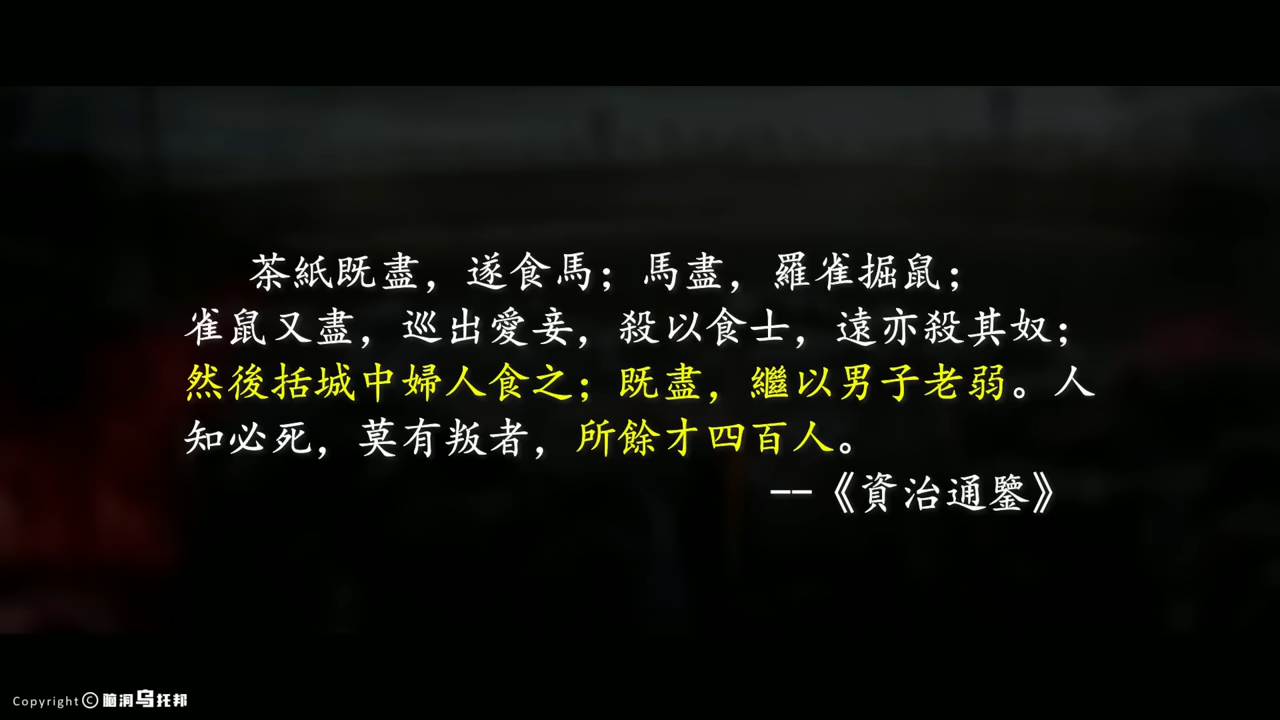 茶紙既盡，遂食馬；馬盡，羅雀掘鼠；
雀鼠又盡，巡出愛妾，殺以食士，遠亦殺其奴；
然後括城中婦人食之；既盡，繼以男子老弱。人
知必死，莫有叛者，所餘才四百人。
--《資治通鑒》
Copyright©脑洞乌托邦